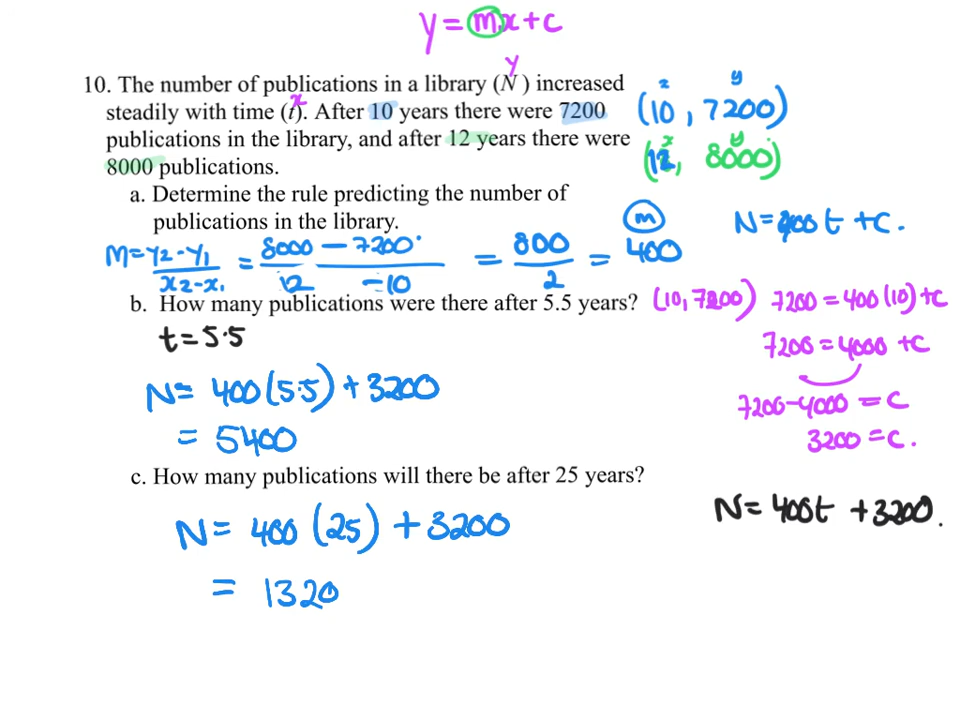 y = mx + c
y
10. The number of publications in a library (N) increased
x
steadily with time (t). After 10 years there were 7200
publications in the library, and after 12 years there were
8000 publications.
x y
(10, 7200)
x y
(12, 8000)
a. Determine the rule predicting the number of
publications in the library.
m
M = y2 - y1 / x2 - x1 = 8000 - 7200 / 12 - 10 = 800 / 2 = 400
N = 400t + c.
b. How many publications were there after 5.5 years?
(10, 7200) 7200 = 400(10) + c
7200 = 4000 + c
7200 - 4000 = c
3200 = c.
N = 400t + 3200.
t = 5.5
N = 400(5.5) + 3200
= 5400
c. How many publications will there be after 25 years?
N = 400 (25) + 3200
= 1320